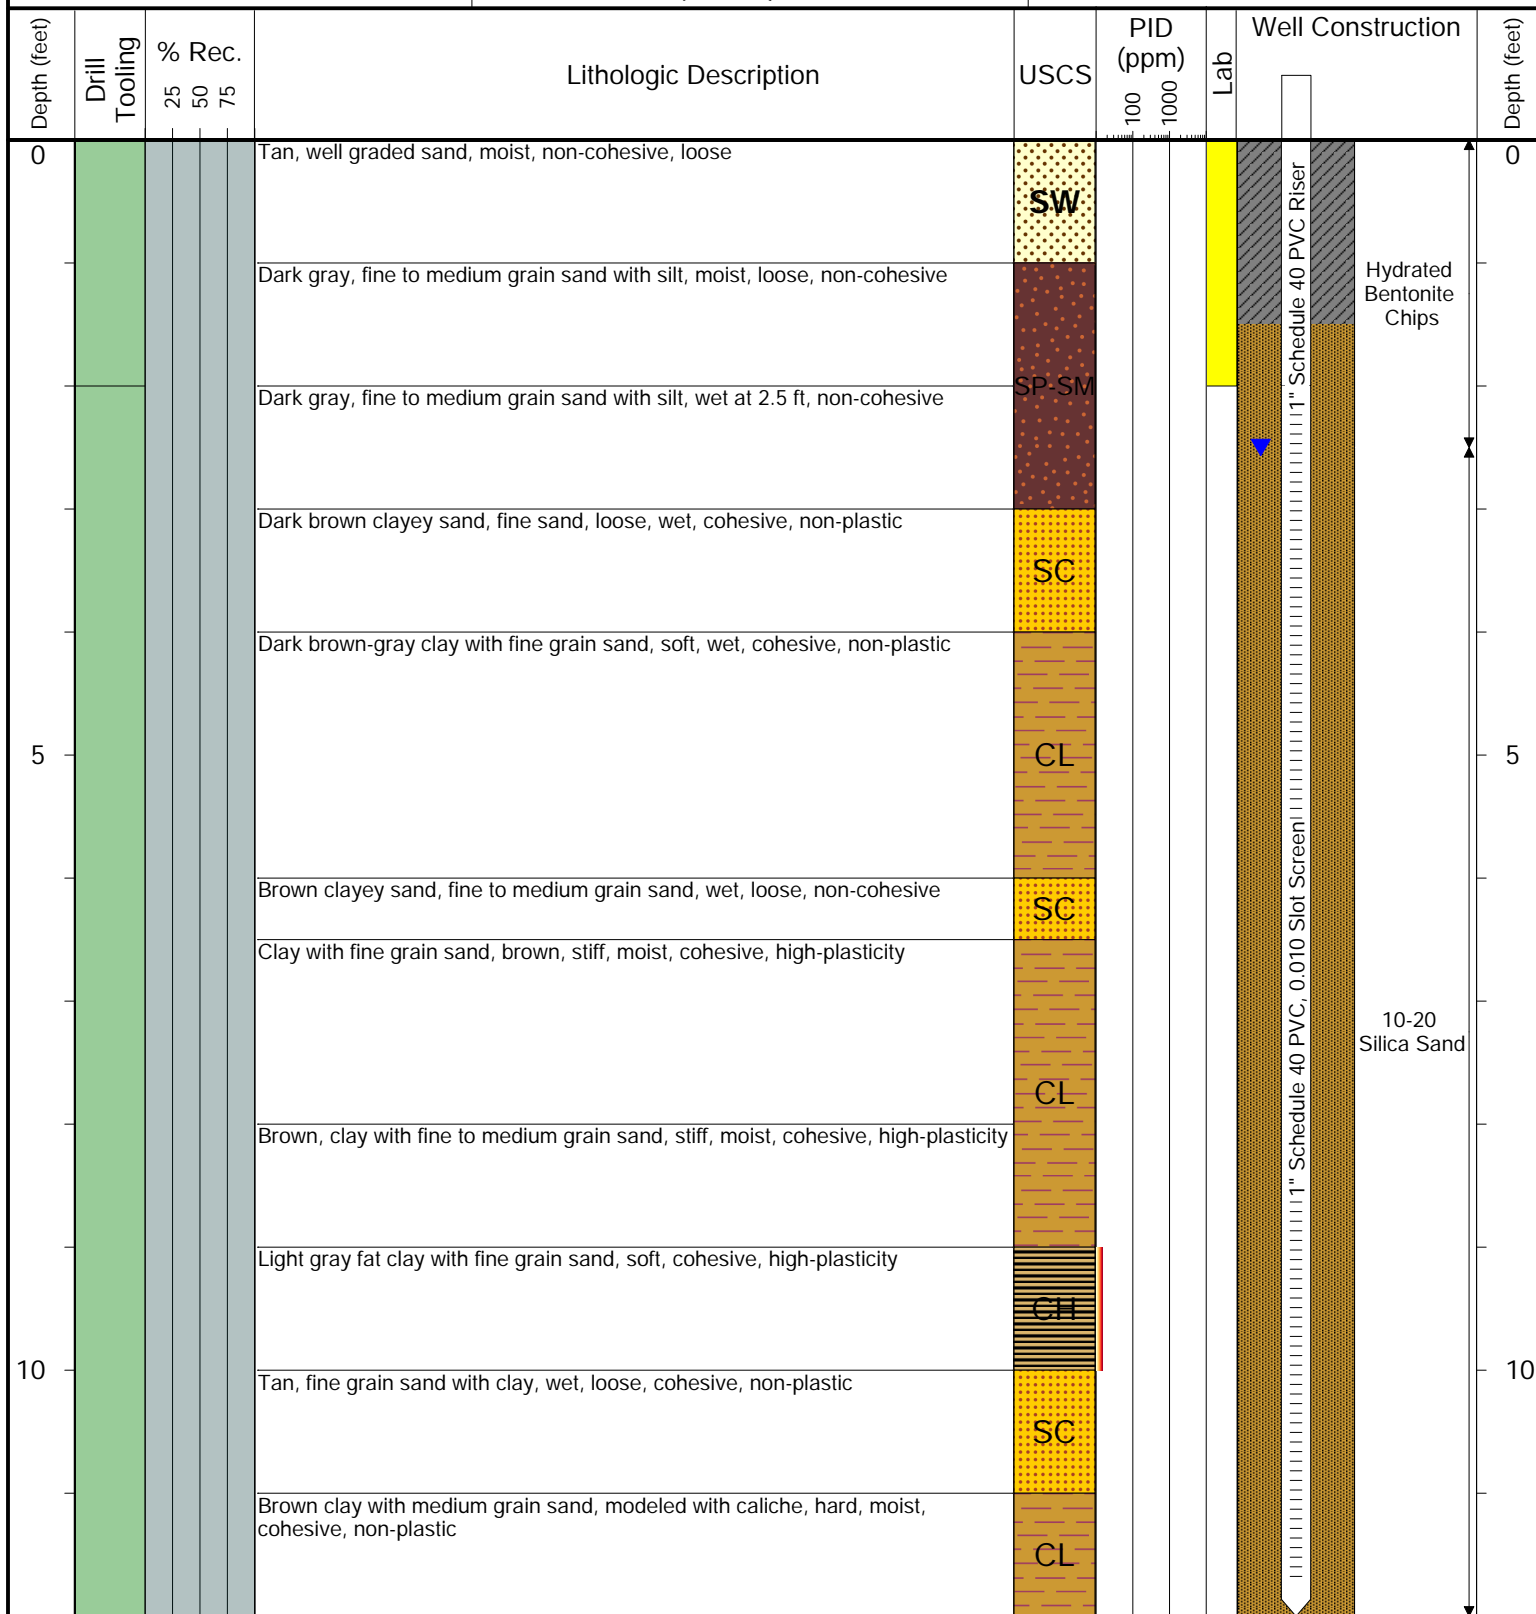 Depth (feet)
Drill
Tooling
% Rec.
25
50
75
Lithologic Description
USCS
PID
(ppm)
100
1000
Lab
Well Construction
Depth (feet)
0
Tan, well graded sand, moist, non-cohesive, loose
SW
1" Schedule 40 PVC Riser
0
Dark gray, fine to medium grain sand with silt, moist, loose, non-cohesive
Hydrated
Bentonite
Chips
SP-SM
Dark gray, fine to medium grain sand with silt, wet at 2.5 ft, non-cohesive
Dark brown clayey sand, fine sand, loose, wet, cohesive, non-plastic
SC
Dark brown-gray clay with fine grain sand, soft, wet, cohesive, non-plastic
5
CL
5
Brown clayey sand, fine to medium grain sand, wet, loose, non-cohesive
SC
1" Schedule 40 PVC, 0.010 Slot Screen
Clay with fine grain sand, brown, stiff, moist, cohesive, high-plasticity
10-20
Silica Sand
CL
Brown, clay with fine to medium grain sand, stiff, moist, cohesive, high-plasticity
Light gray fat clay with fine grain sand, soft, cohesive, high-plasticity
CH
10
10
Tan, fine grain sand with clay, wet, loose, cohesive, non-plastic
SC
Brown clay with medium grain sand, modeled with caliche, hard, moist,
cohesive, non-plastic
CL